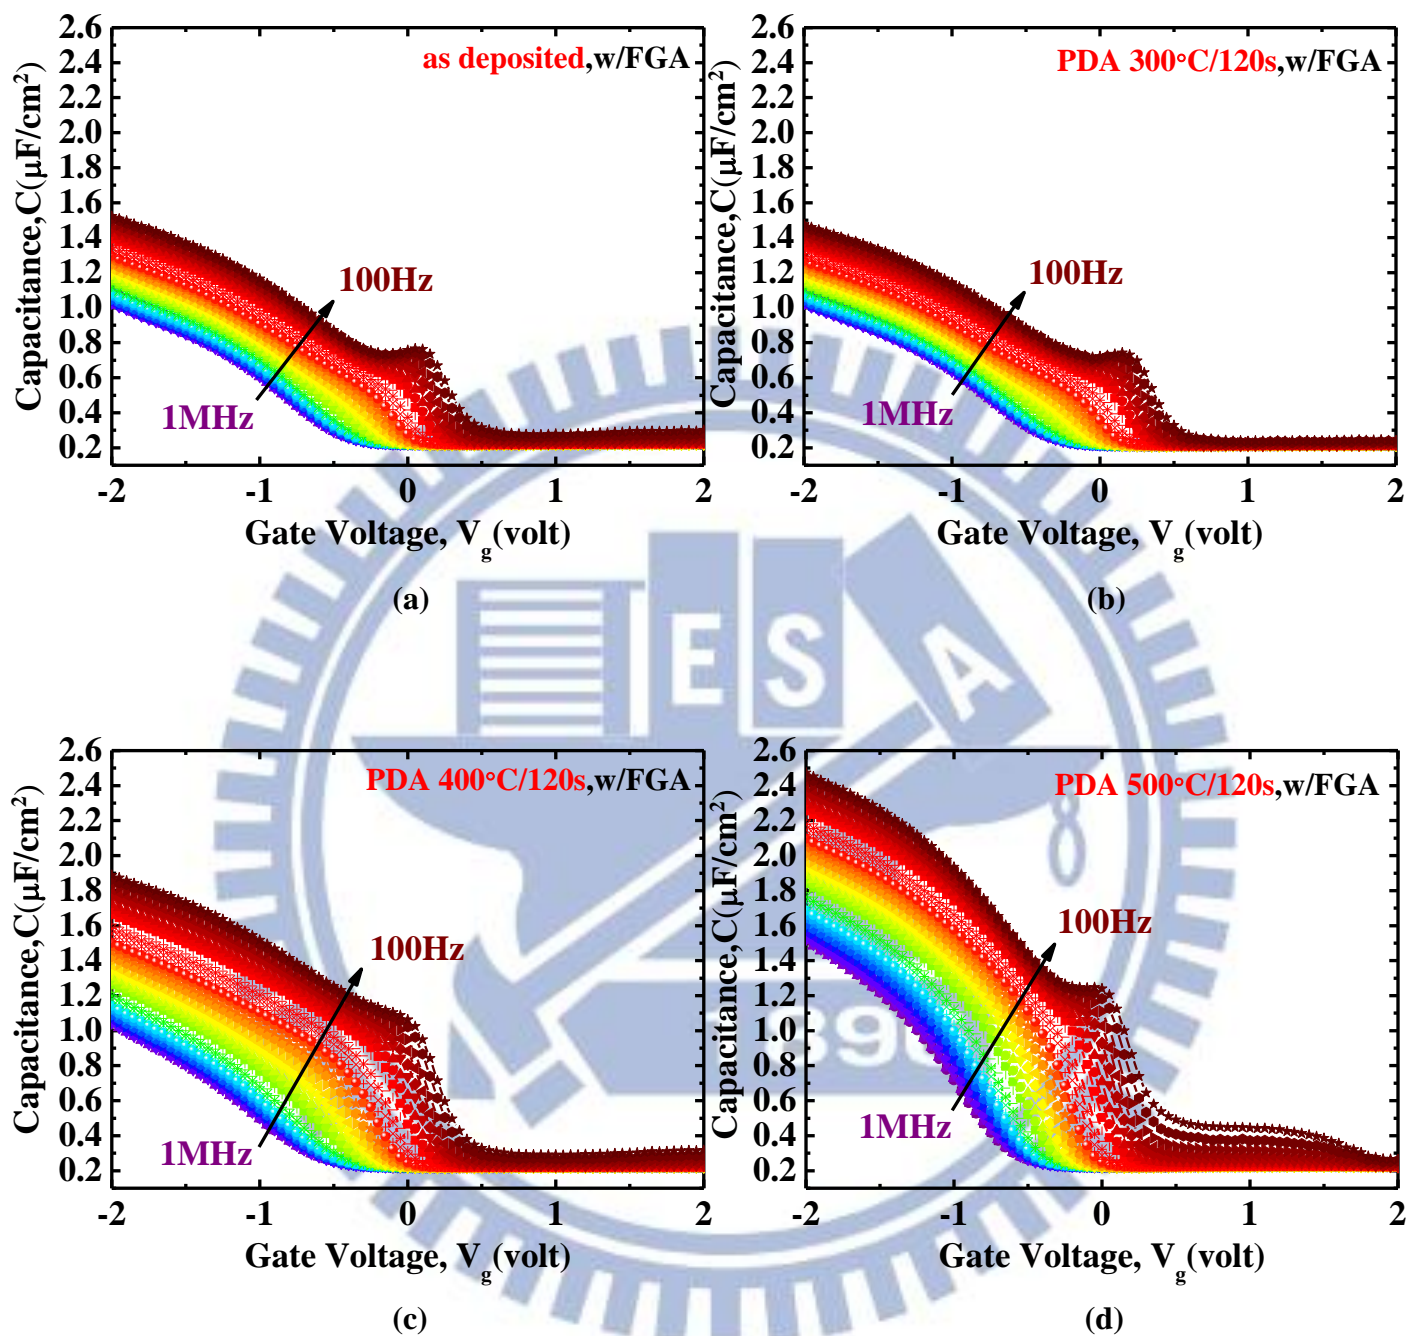 as deposited,w/FGA
Capacitance,C(μF/cm²)
2.6
2.4
2.2
2.0
1.8
1.6
1.4
1.2
1.0
0.8
0.6
0.4
0.2
100Hz
1MHz
-2 -1 0 1 2
Gate Voltage, Vg(volt)
(a)
PDA 300°C/120s,w/FGA
Capacitance,C(μF/cm²)
2.6
2.4
2.2
2.0
1.8
1.6
1.4
1.2
1.0
0.8
0.6
0.4
0.2
100Hz
1MHz
-2 -1 0 1 2
Gate Voltage, Vg(volt)
(b)
E S A
PDA 400°C/120s,w/FGA
Capacitance,C(μF/cm²)
2.6
2.4
2.2
2.0
1.8
1.6
1.4
1.2
1.0
0.8
0.6
0.4
0.2
100Hz
1MHz
-2 -1 0 1 2
Gate Voltage, Vg(volt)
(c)
PDA 500°C/120s,w/FGA
Capacitance,C(μF/cm²)
2.6
2.4
2.2
2.0
1.8
1.6
1.4
1.2
1.0
0.8
0.6
0.4
0.2
100Hz
1MHz
-2 -1 0 1 2
Gate Voltage, Vg(volt)
(d)